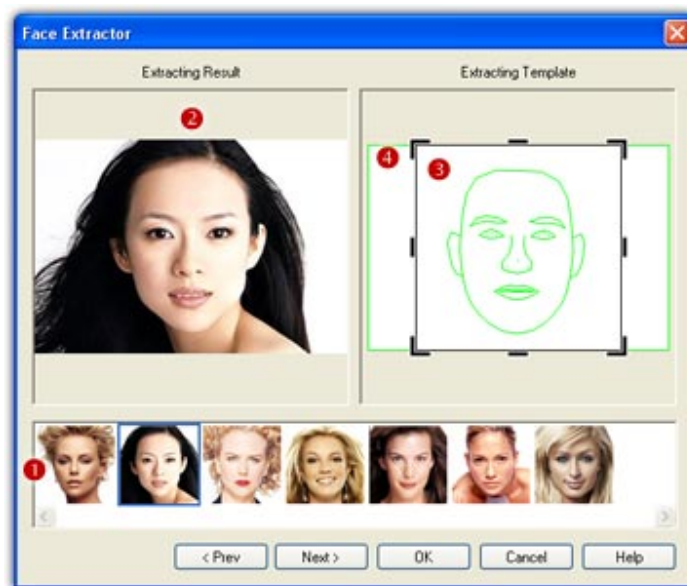 Face Extractor
Extracting Result
Extracting Template
2
4
3
1
< Prev
Next >
OK
Cancel
Help